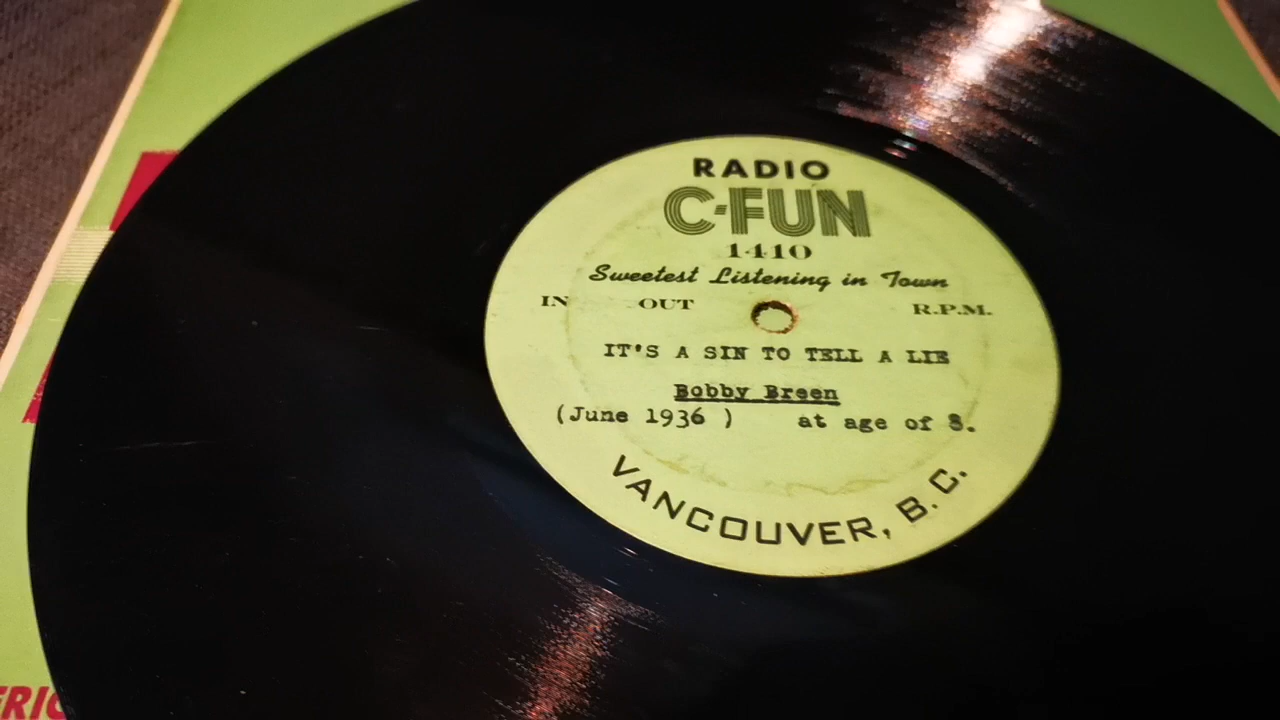 RADIO
C-FUN
1410
Sweetest Listening in Town
IN OUT R.P.M.
IT'S A SIN TO TELL A LIE
Bobby Breen
(June 1936 ) at age of 8.
VANCOUVER, B.C.